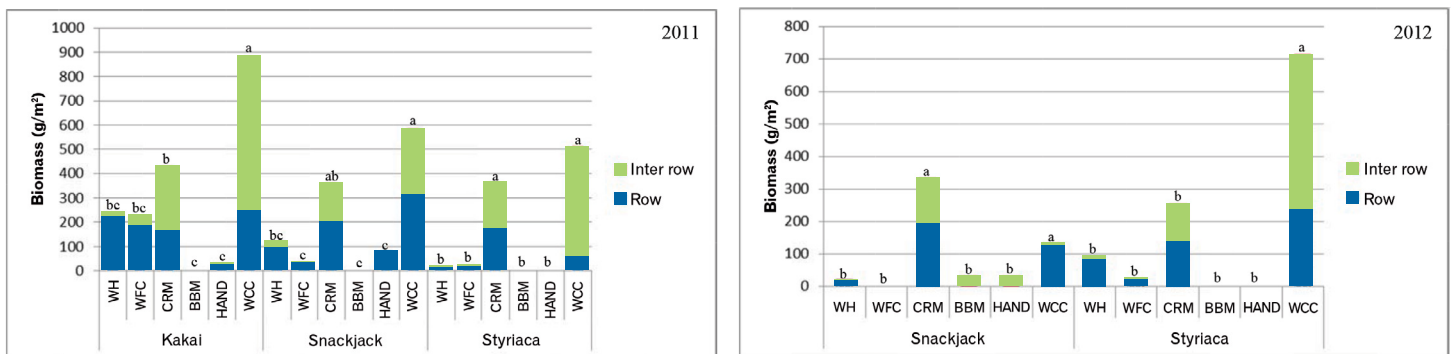 2011
Biomass (g/m²)
1000
900
800
700
600
500
400
300
200
100
0
bc bc b c c a bc c ab c c a b b a b b a
WH WFC CRM BBM HAND WCC WH WFC CRM BBM HAND WCC WH WFC CRM BBM HAND WCC
Kakai Snackjack Styriaca
Inter row
Row
2012
Biomass (g/m²)
800
700
600
500
400
300
200
100
0
b b a b b a b b b b b a
WH WFC CRM BBM HAND WCC WH WFC CRM BBM HAND WCC
Snackjack Styriaca
Inter row
Row